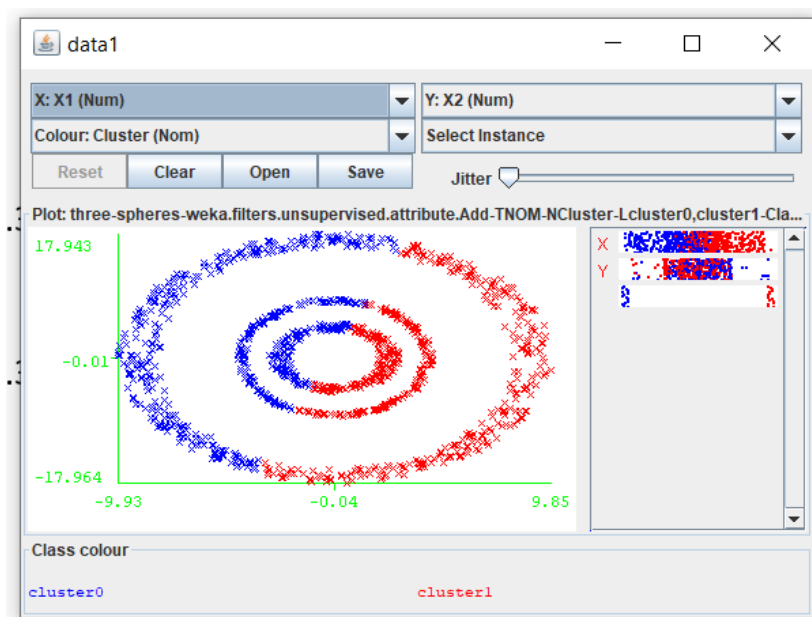 data1
X: X1 (Num)
Y: X2 (Num)
Colour: Cluster (Nom)
Select Instance
Reset
Clear
Open
Save
Jitter
Plot: three-spheres-weka.filters.unsupervised.attribute.Add-TNOM-NCluster-Lcluster0,cluster1-Cla...
17.943
-0.01
-17.964
-9.93
-0.04
9.85
X
Y
Class colour
cluster0
cluster1